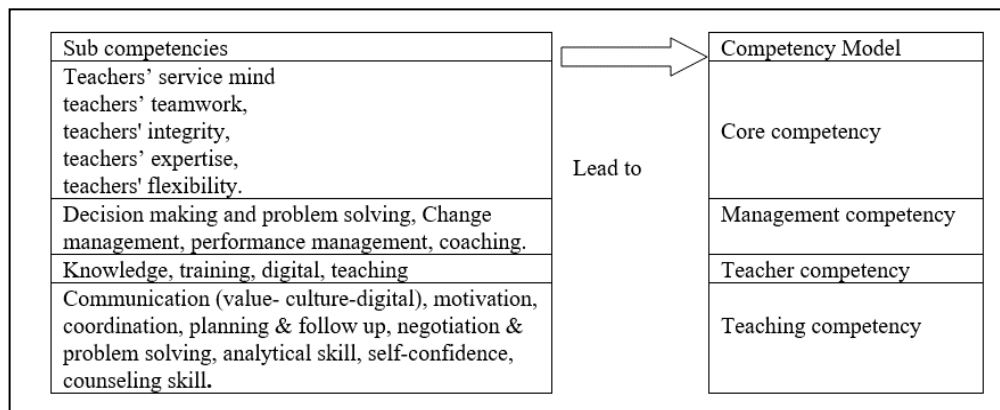 Sub competencies
Teachers’ service mind
teachers’ teamwork,
teachers' integrity,
teachers’ expertise,
teachers' flexibility.
Decision making and problem solving, Change
management, performance management, coaching.
Knowledge, training, digital, teaching
Communication (value- culture-digital), motivation,
coordination, planning & follow up, negotiation &
problem solving, analytical skill, self-confidence,
counseling skill.
Lead to
Competency Model
Core competency
Management competency
Teacher competency
Teaching competency